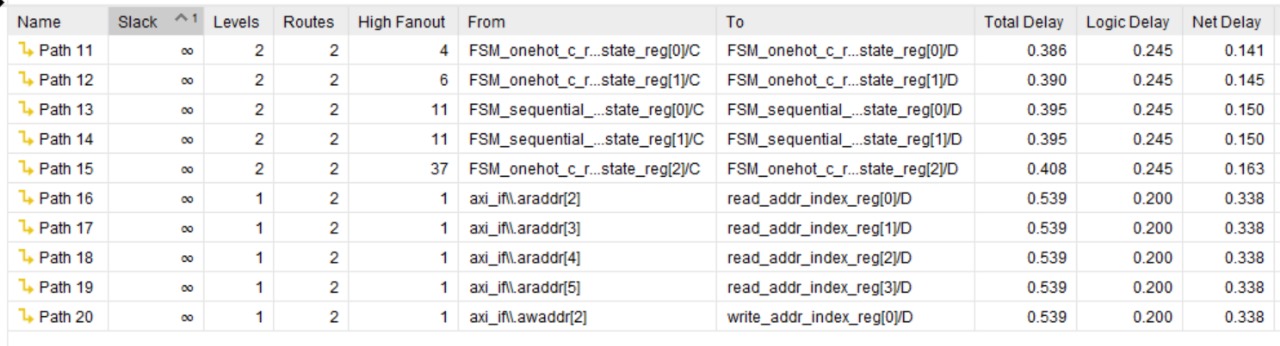 Name Slack ^1 Levels Routes High Fanout From To Total Delay Logic Delay Net Delay
Path 11 ∞ 2 2 4 FSM_onehot_c_r...state_reg[0]/C FSM_onehot_c_r...state_reg[0]/D 0.386 0.245 0.141
Path 12 ∞ 2 2 6 FSM_onehot_c_r...state_reg[1]/C FSM_onehot_c_r...state_reg[1]/D 0.390 0.245 0.145
Path 13 ∞ 2 2 11 FSM_sequential_...state_reg[0]/C FSM_sequential_...state_reg[0]/D 0.395 0.245 0.150
Path 14 ∞ 2 2 11 FSM_sequential_...state_reg[1]/C FSM_sequential_...state_reg[1]/D 0.395 0.245 0.150
Path 15 ∞ 2 2 37 FSM_onehot_c_r...state_reg[2]/C FSM_onehot_c_r...state_reg[2]/D 0.408 0.245 0.163
Path 16 ∞ 1 2 1 axi_if\\.araddr[2] read_addr_index_reg[0]/D 0.539 0.200 0.338
Path 17 ∞ 1 2 1 axi_if\\.araddr[3] read_addr_index_reg[1]/D 0.539 0.200 0.338
Path 18 ∞ 1 2 1 axi_if\\.araddr[4] read_addr_index_reg[2]/D 0.539 0.200 0.338
Path 19 ∞ 1 2 1 axi_if\\.araddr[5] read_addr_index_reg[3]/D 0.539 0.200 0.338
Path 20 ∞ 1 2 1 axi_if\\.awaddr[2] write_addr_index_reg[0]/D 0.539 0.200 0.338